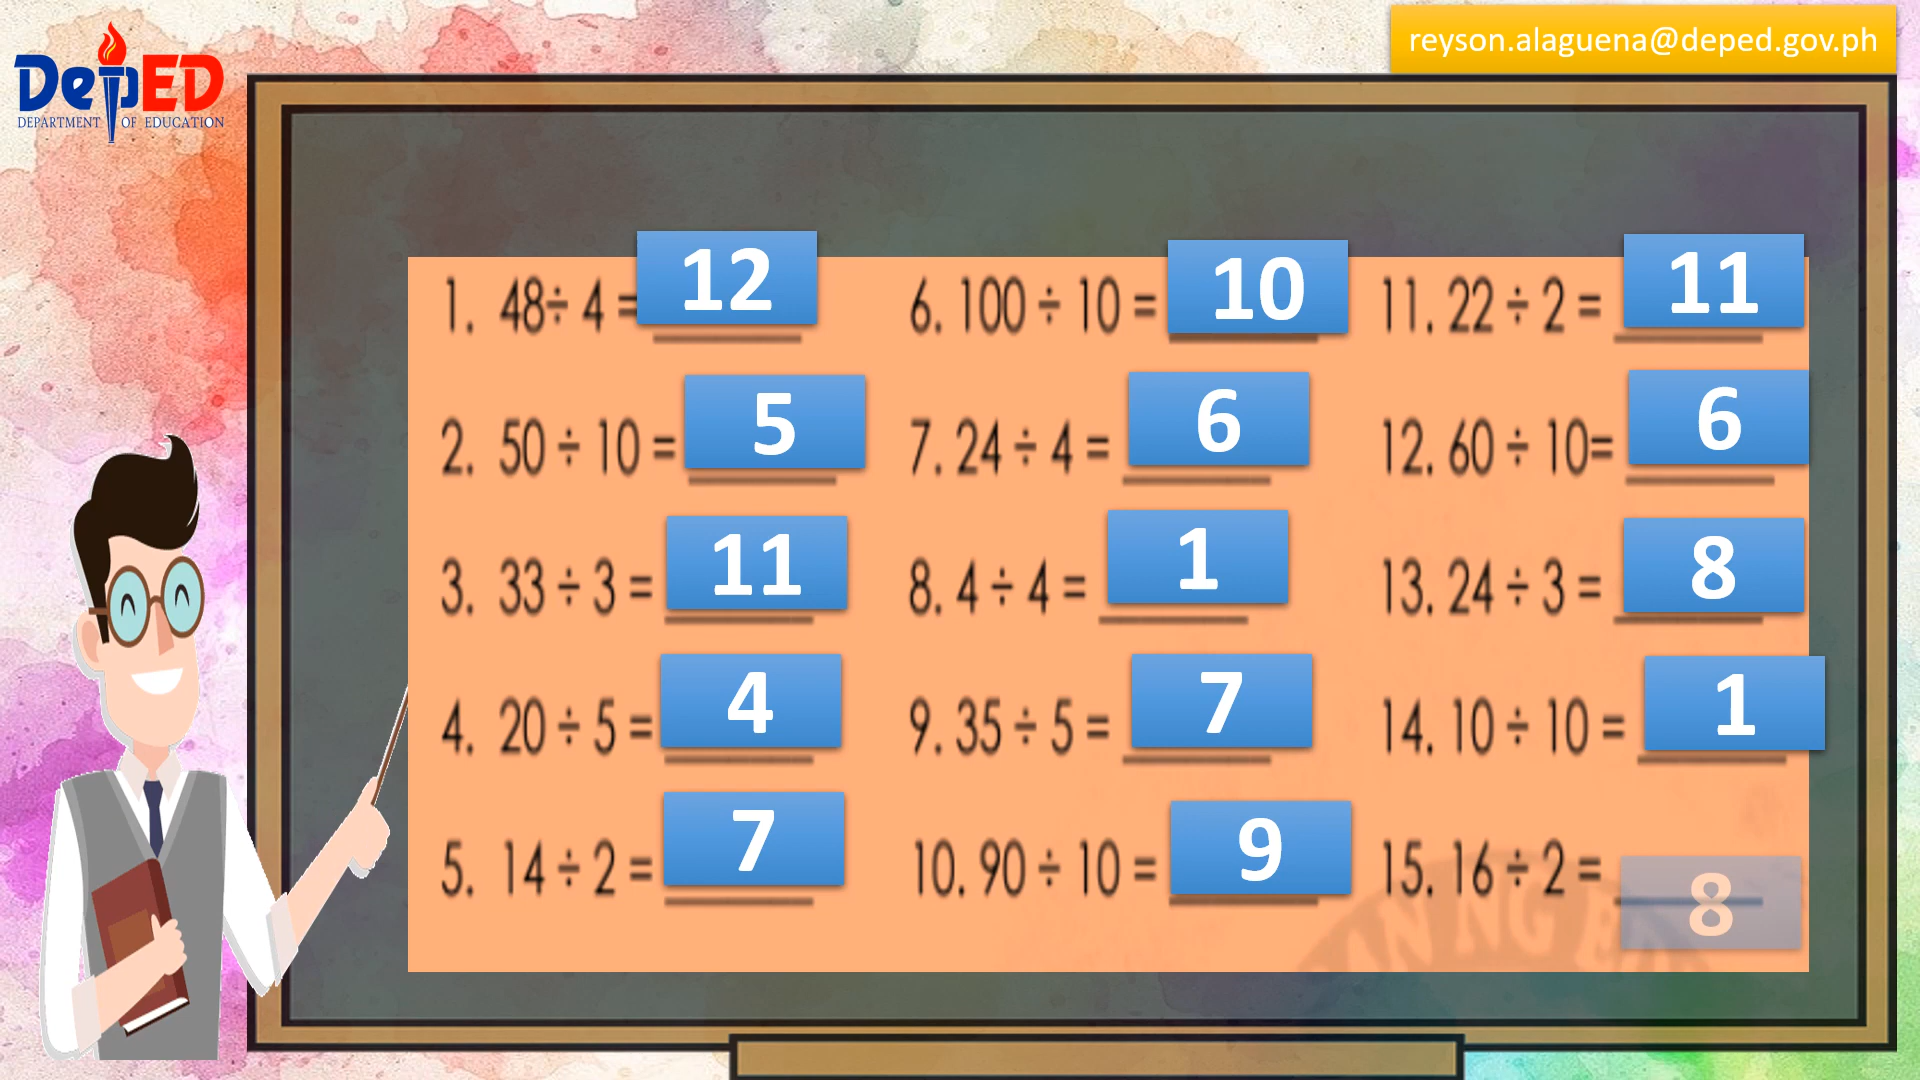 DepED
DEPARTMENT OF EDUCATION
reyson.alaguena@deped.gov.ph
1. 48÷ 4 = 12
2. 50 ÷ 10 = 5
3. 33 ÷ 3 = 11
4. 20 ÷ 5 = 4
5. 14 ÷ 2 = 7
6. 100 ÷ 10 = 10
7. 24 ÷ 4 = 6
8. 4 ÷ 4 = 1
9. 35 ÷ 5 = 7
10. 90 ÷ 10 = 9
11. 22 ÷ 2 = 11
12. 60 ÷ 10= 6
13. 24 ÷ 3 = 8
14. 10 ÷ 10 = 1
15. 16 ÷ 2 = 8